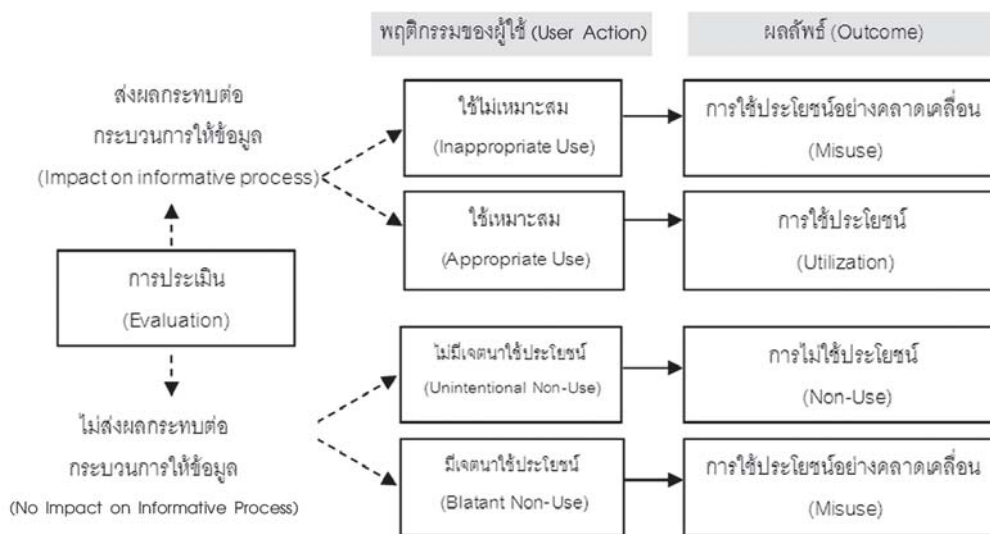 พฤติกรรมของผู้ใช้ (User Action)
ผลลัพธ์ (Outcome)
ส่งผลกระทบต่อ
กระบวนการให้ข้อมูล
(Impact on informative process)
ใช้ไม่เหมาะสม
(Inappropriate Use)
การใช้ประโยชน์อย่างคลาดเคลื่อน
(Misuse)
ใช้เหมาะสม
(Appropriate Use)
การใช้ประโยชน์
(Utilization)
การประเมิน
(Evaluation)
ไม่มีเจตนาใช้ประโยชน์
(Unintentional Non-Use)
การไม่ใช้ประโยชน์
(Non-Use)
ไม่ส่งผลกระทบต่อ
กระบวนการให้ข้อมูล
(No Impact on Informative Process)
มีเจตนาใช้ประโยชน์
(Blatant Non-Use)
การใช้ประโยชน์อย่างคลาดเคลื่อน
(Misuse)